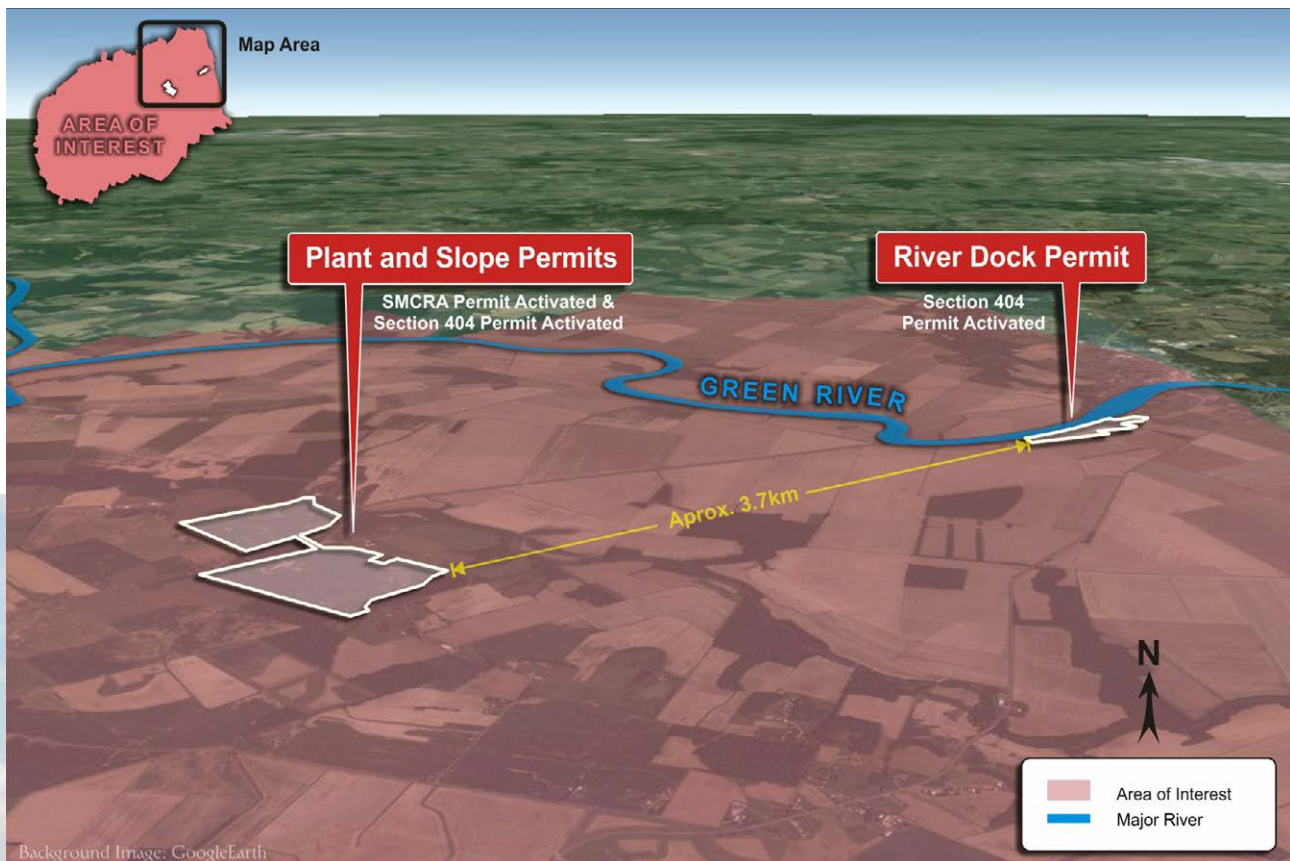 Map Area
AREA OF
INTEREST
Plant and Slope Permits
SMCRA Permit Activated &
Section 404 Permit Activated
River Dock Permit
Section 404
Permit Activated
GREEN RIVER
Aprox. 3.7km
N
Area of Interest
Major River
Background Image: GoogleEarth